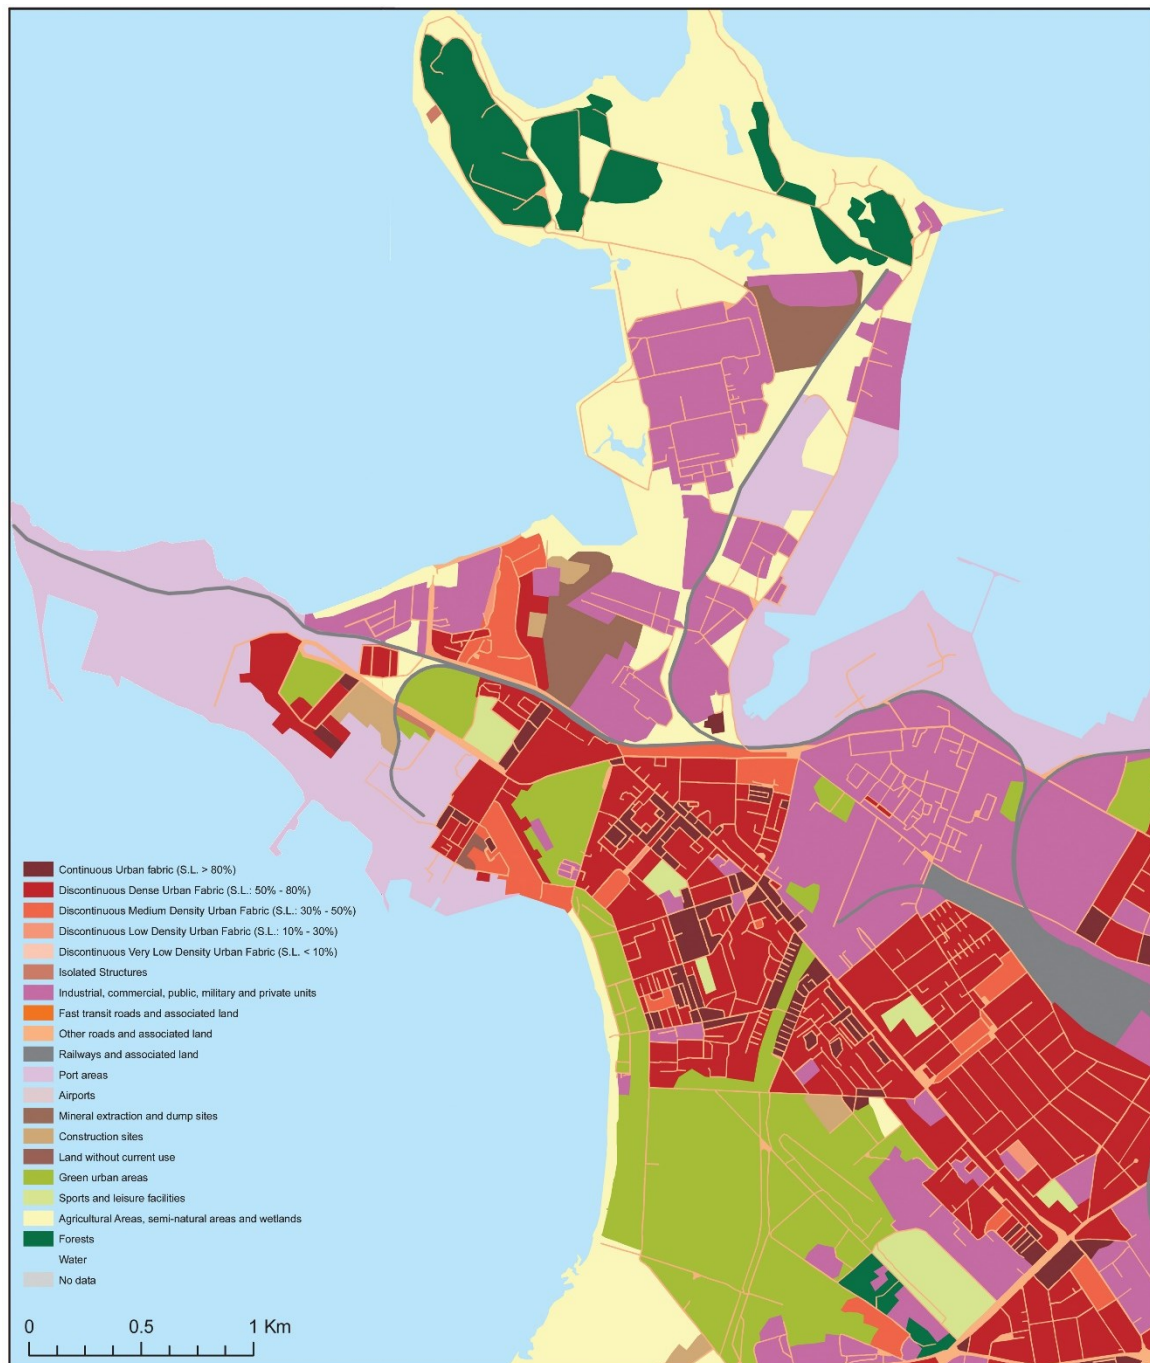 Continuous Urban fabric (S.L. > 80%)
Discontinuous Dense Urban Fabric (S.L.: 50% - 80%)
Discontinuous Medium Density Urban Fabric (S.L.: 30% - 50%)
Discontinuous Low Density Urban Fabric (S.L.: 10% - 30%)
Discontinuous Very Low Density Urban Fabric (S.L. < 10%)
Isolated Structures
Industrial, commercial, public, military and private units
Fast transit roads and associated land
Other roads and associated land
Railways and associated land
Port areas
Airports
Mineral extraction and dump sites
Construction sites
Land without current use
Green urban areas
Sports and leisure facilities
Agricultural Areas, semi-natural areas and wetlands
Forests
Water
No data
0 0.5 1 Km